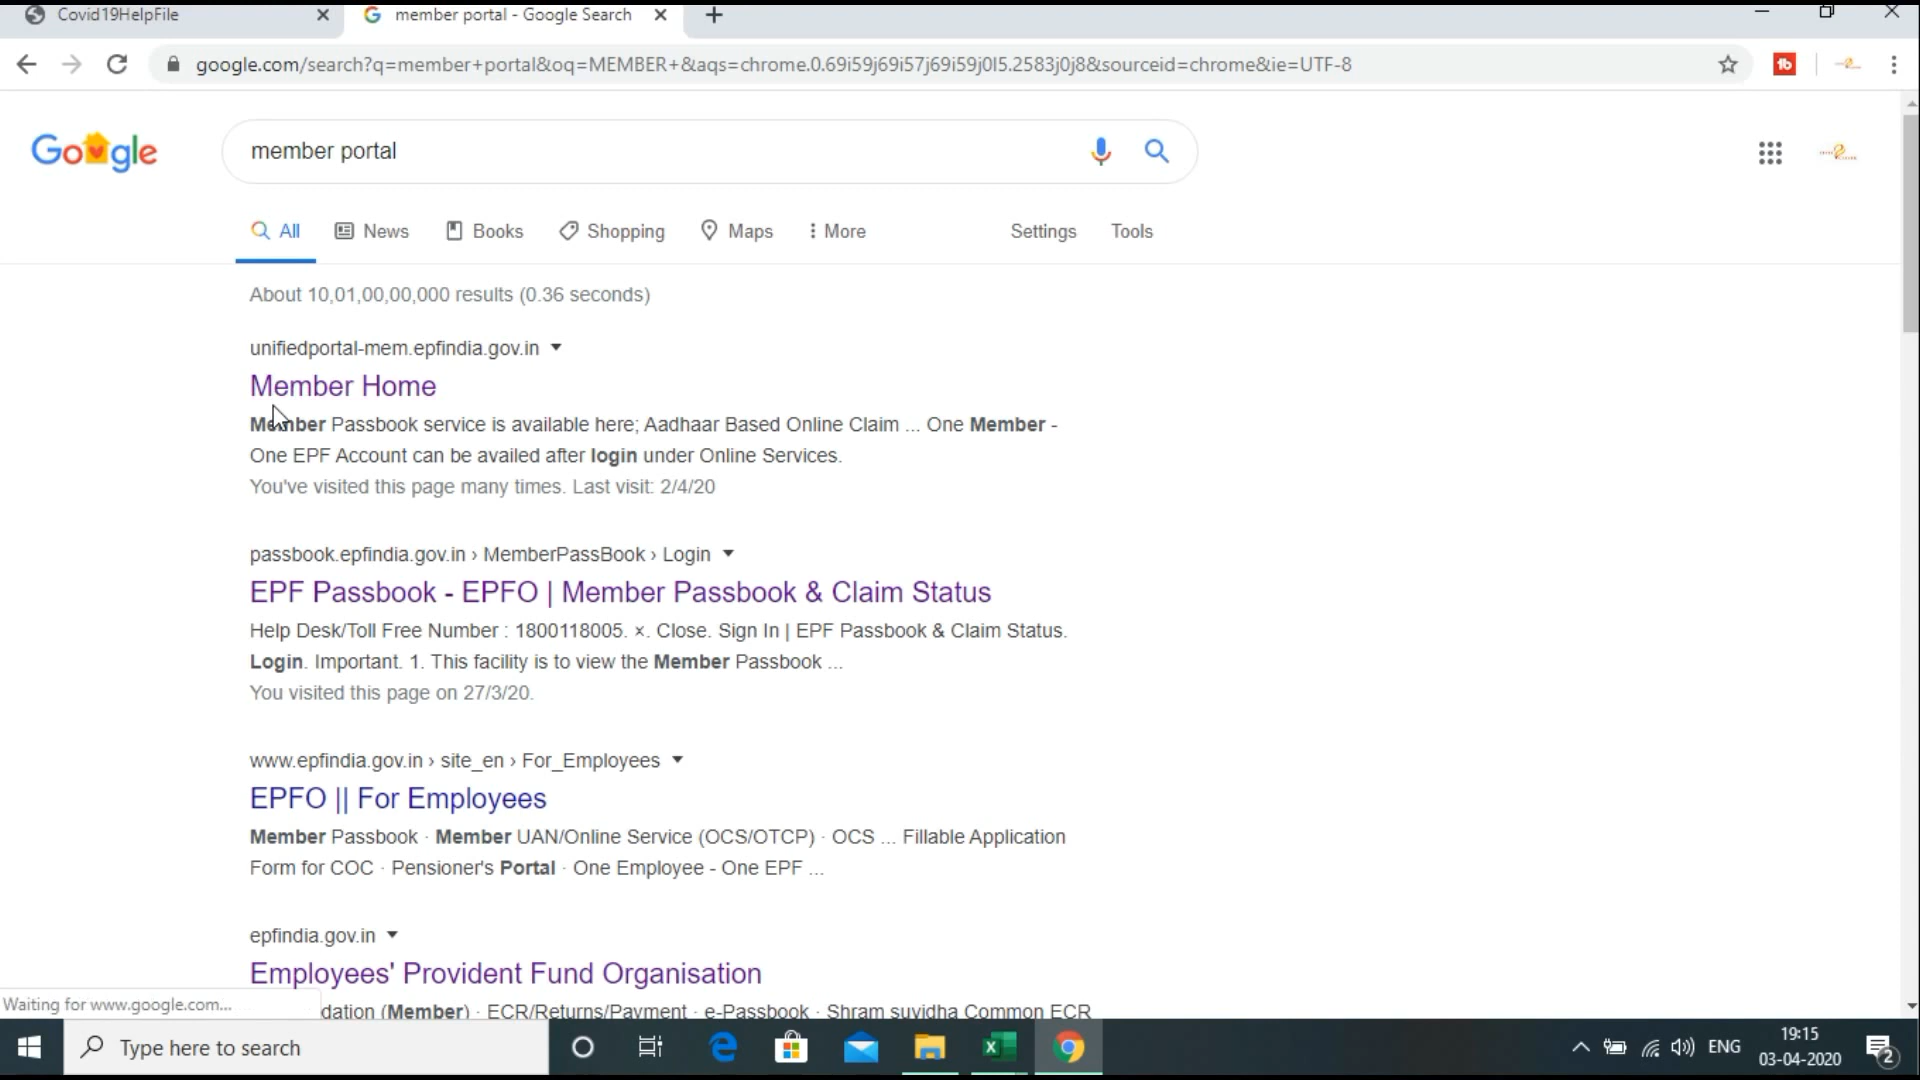 Covid19HelpFile
member portal - Google Search
google.com/search?q=member+portal&oq=MEMBER+&aqs=chrome.0.69i59j69i57j69i59j0l5.2583j0j8&sourceid=chrome&ie=UTF-8
Google
member portal
All News Books Shopping Maps More Settings Tools
About 10,01,00,00,000 results (0.36 seconds)
unifiedportal-mem.epfindia.gov.in
Member Home
Member Passbook service is available here; Aadhaar Based Online Claim ... One Member -
One EPF Account can be availed after login under Online Services.
You've visited this page many times. Last visit: 2/4/20
passbook.epfindia.gov.in › MemberPassBook › Login
EPF Passbook - EPFO | Member Passbook & Claim Status
Help Desk/Toll Free Number : 1800118005. ×. Close. Sign In | EPF Passbook & Claim Status.
Login. Important. 1. This facility is to view the Member Passbook ...
You visited this page on 27/3/20.
www.epfindia.gov.in › site_en › For_Employees
EPFO || For Employees
Member Passbook · Member UAN/Online Service (OCS/OTCP) · OCS ... Fillable Application
Form for COC · Pensioner's Portal · One Employee - One EPF ...
epfindia.gov.in
Employees' Provident Fund Organisation
Waiting for www.google.com...
dation (Member) · ECR/Returns/Payment · e-Passbook · Shram suvidha Common ECR
Type here to search
ENG
19:15
03-04-2020
2